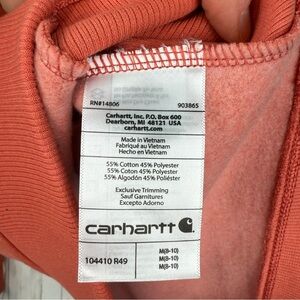 RN#14806 903865
Carhartt, Inc. P.O. Box 600
Dearborn, MI 48121 USA
carhartt.com
Made in Vietnam
Fabriqué au Vietnam
Hecho en Vietnam
55% Cotton 45% Polyester
55% Coton 45% Polyester
55% Algodón 45% Poliéster
Exclusive Trimming
Sauf Garnitures
Excepto Adorno
carhartt
104410 R49
M(8-10)
M(8-10)
M(8-10)